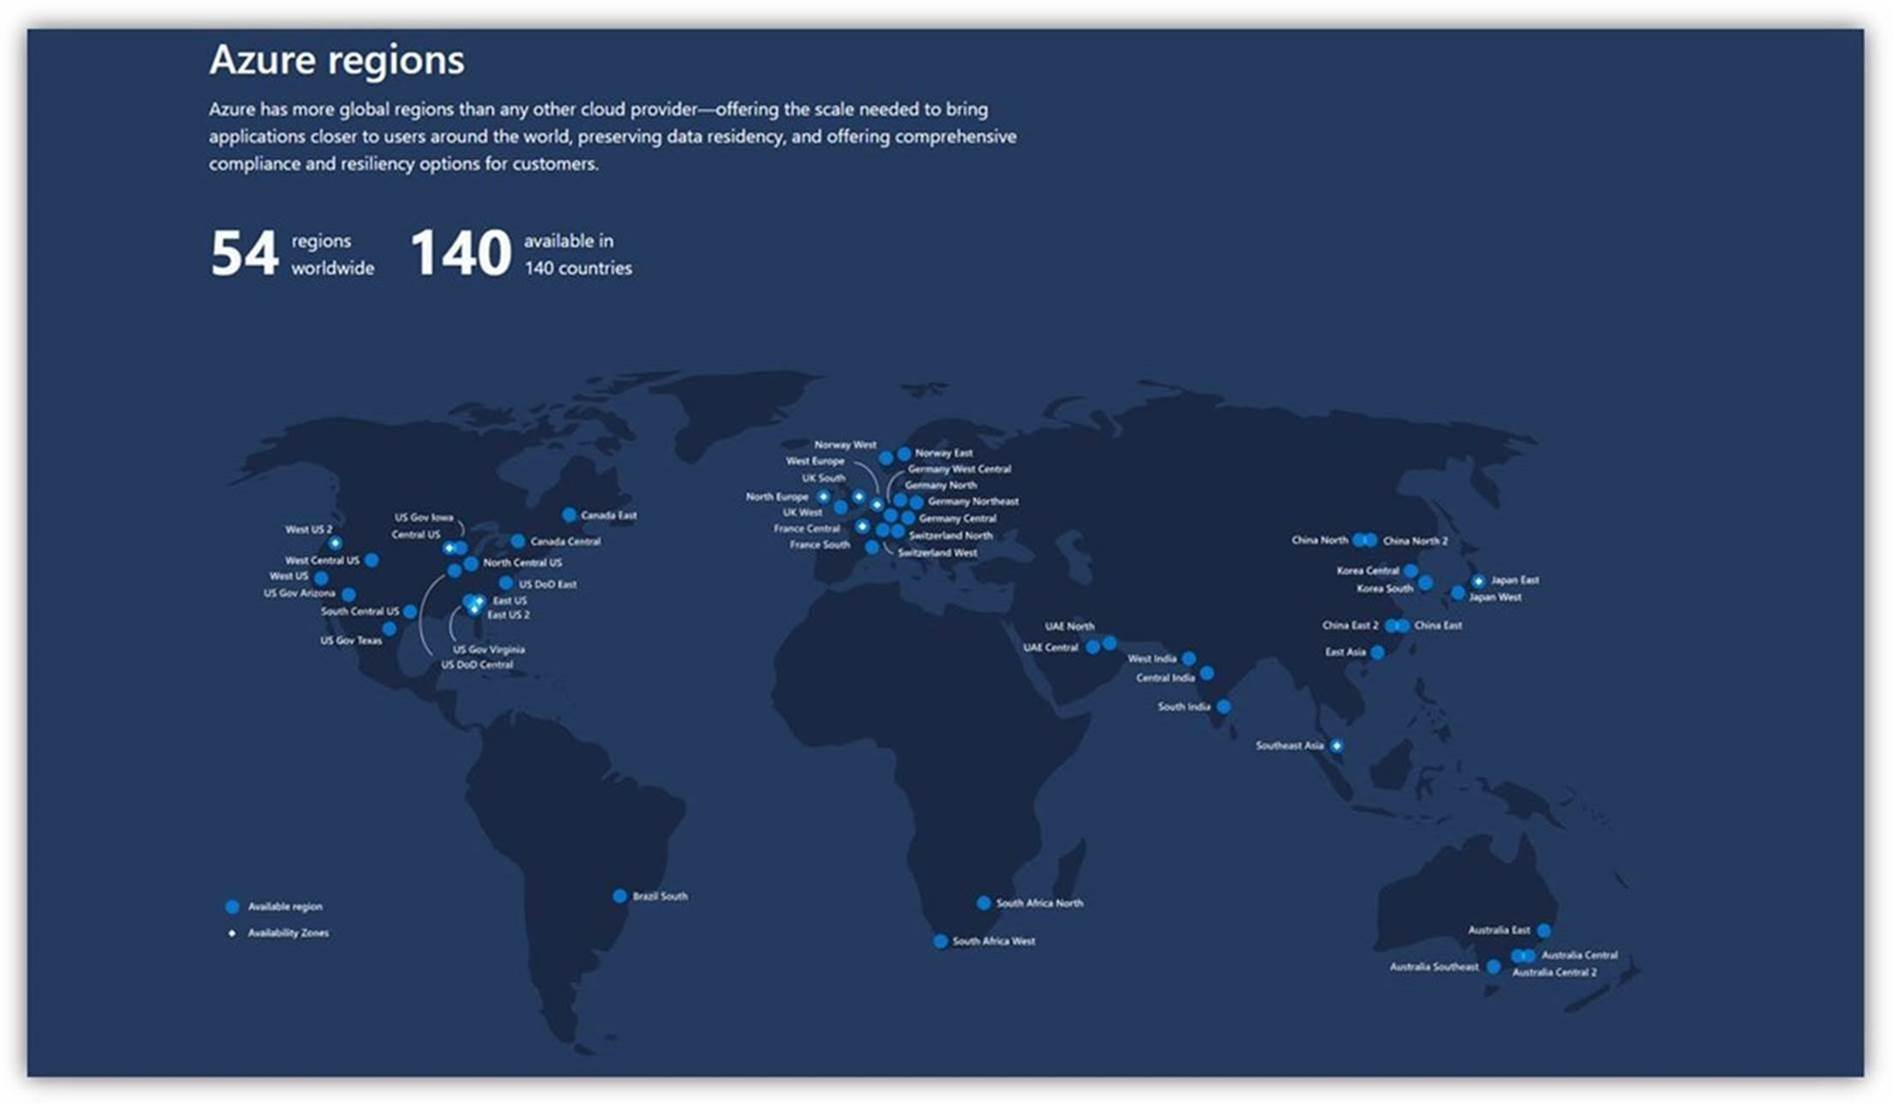 Azure regions
Azure has more global regions than any other cloud provider—offering the scale needed to bring
applications closer to users around the world, preserving data residency, and offering comprehensive
compliance and resiliency options for customers.
54 regions worldwide
140 available in 140 countries
Norway West
Norway East
West Europe
Germany West Central
UK South
Germany North
North Europe
Germany Northeast
UK West
Germany Central
France Central
Switzerland North
France South
Switzerland West
US Gov Iowa
Canada East
West US 2
Central US
Canada Central
West Central US
North Central US
West US
US DoD East
US Gov Arizona
East US
South Central US
East US 2
US Gov Texas
US Gov Virginia
US DoD Central
China North
China North 2
Korea Central
Japan East
Korea South
Japan West
China East 2
China East
East Asia
UAE North
UAE Central
West India
Central India
South India
Southeast Asia
Brazil South
South Africa North
South Africa West
Australia East
Australia Central
Australia Southeast
Australia Central 2
Available region
Availability Zones